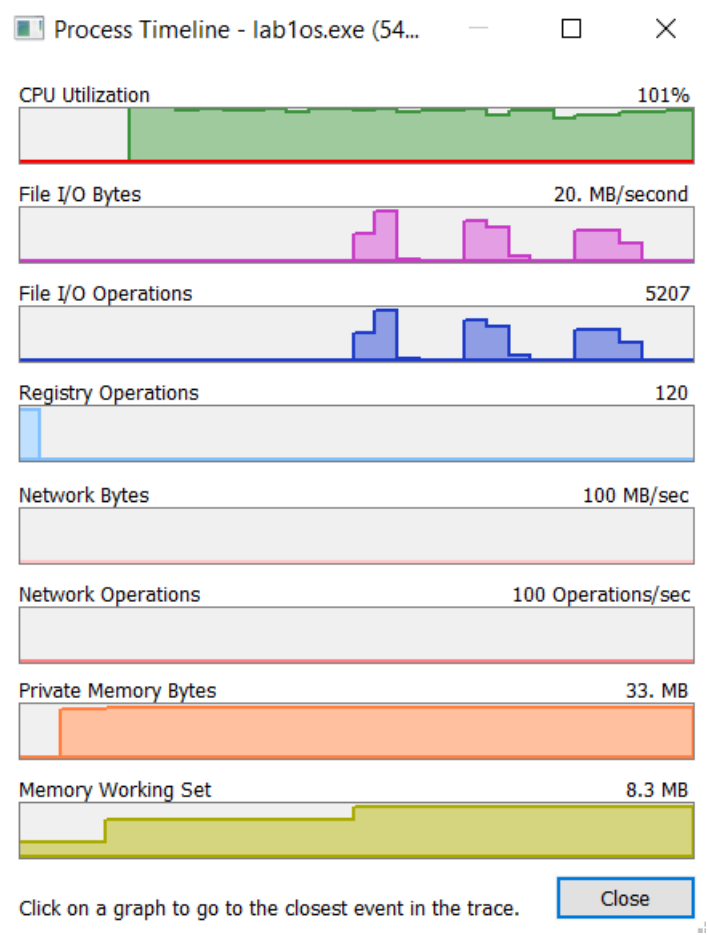 Process Timeline - lab1os.exe (54...
CPU Utilization 101%
File I/O Bytes 20. MB/second
File I/O Operations 5207
Registry Operations 120
Network Bytes 100 MB/sec
Network Operations 100 Operations/sec
Private Memory Bytes 33. MB
Memory Working Set 8.3 MB
Click on a graph to go to the closest event in the trace. Close